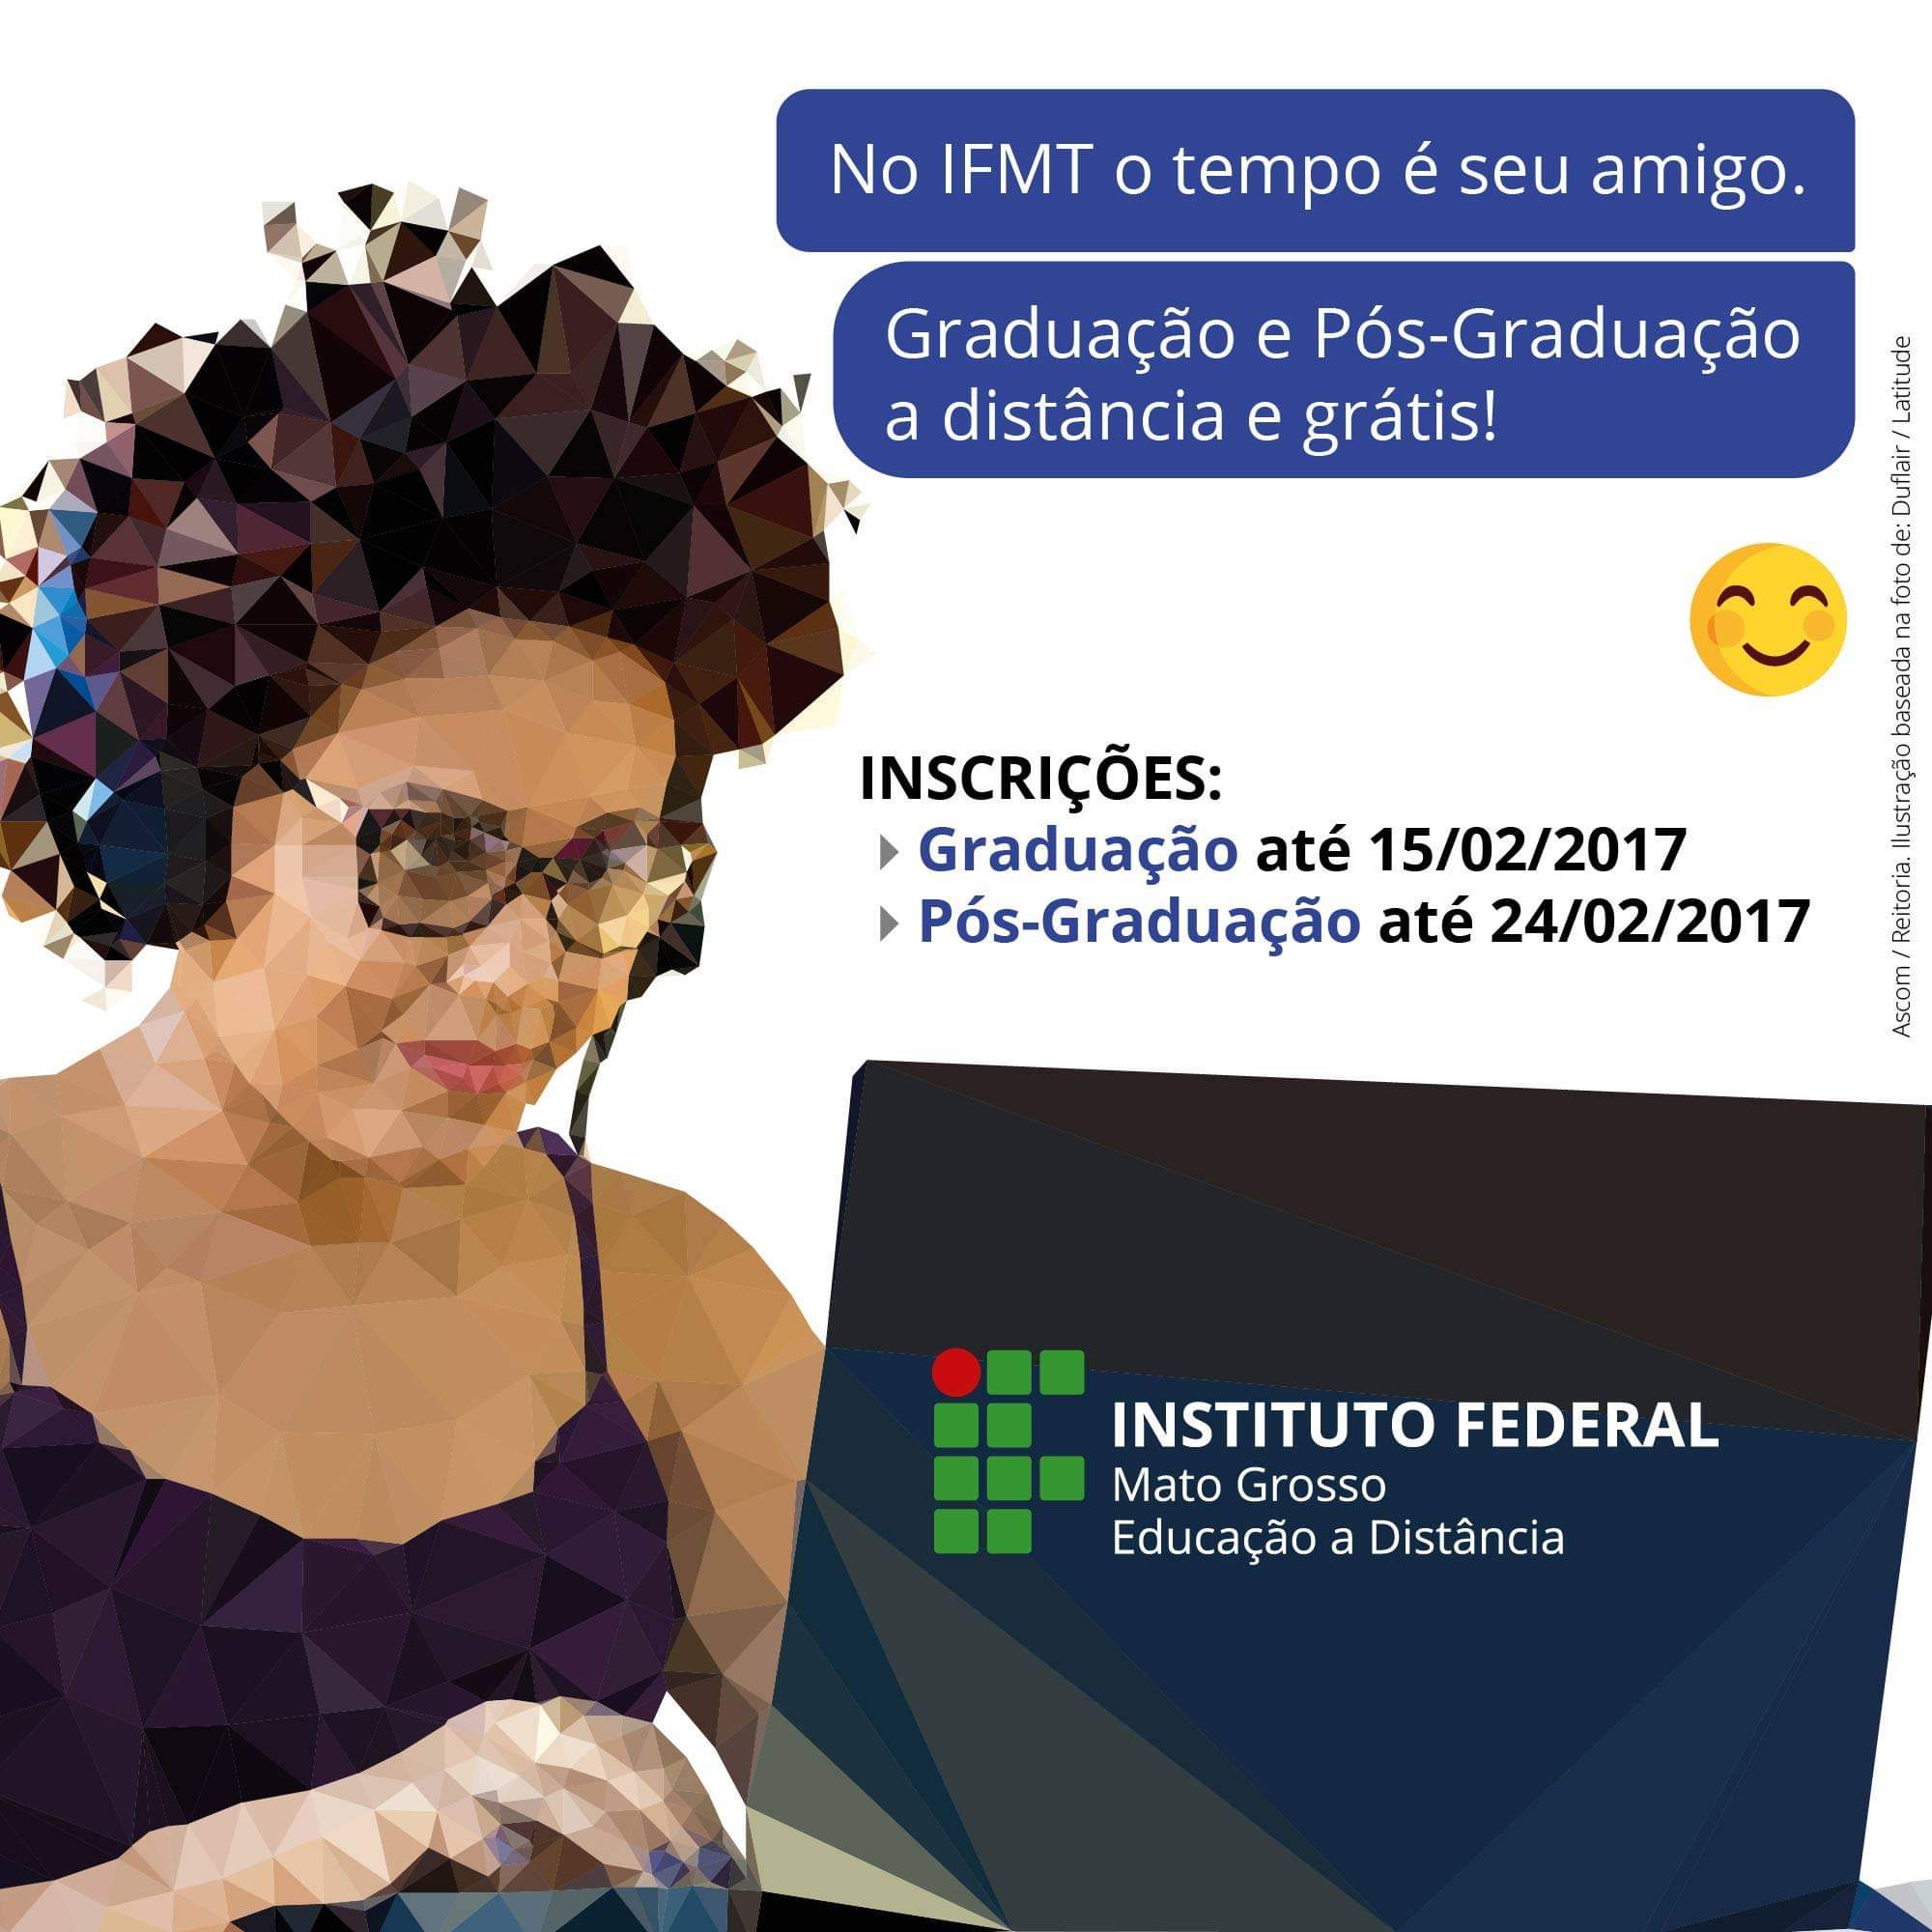 No IFMT o tempo é seu amigo.
Graduação e Pós-Graduação
a distância e grátis!
INSCRIÇÕES:
Graduação até 15/02/2017
Pós-Graduação até 24/02/2017
INSTITUTO FEDERAL
Mato Grosso
Educação a Distância
Ascom / Reitoria. Ilustração baseada na foto de: Duflair / Latitude